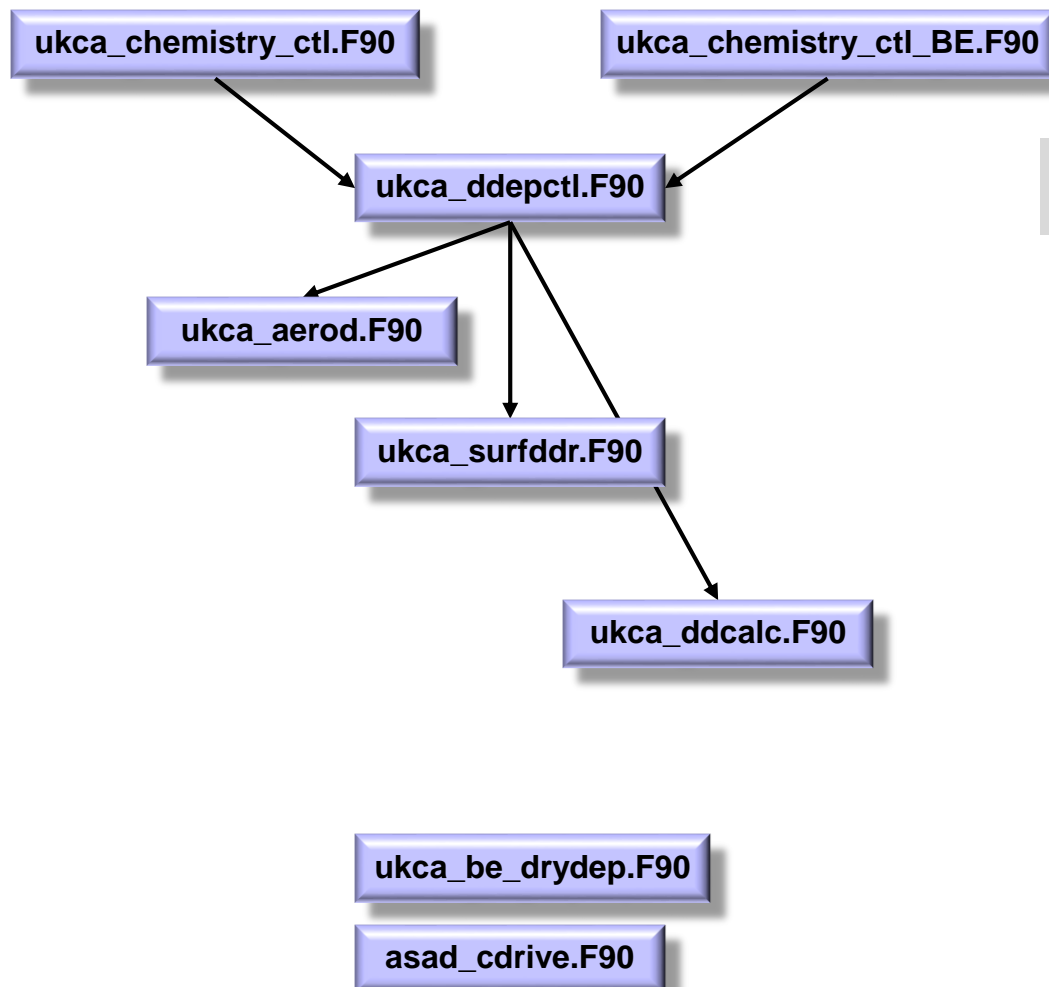 ukca_chemistry_ctl.F90
ukca_chemistry_ctl_BE.F90
ukca_ddepctl.F90
ukca_aerod.F90
ukca_surfddr.F90
ukca_ddcalc.F90
ukca_be_drydep.F90
asad_cdrive.F90